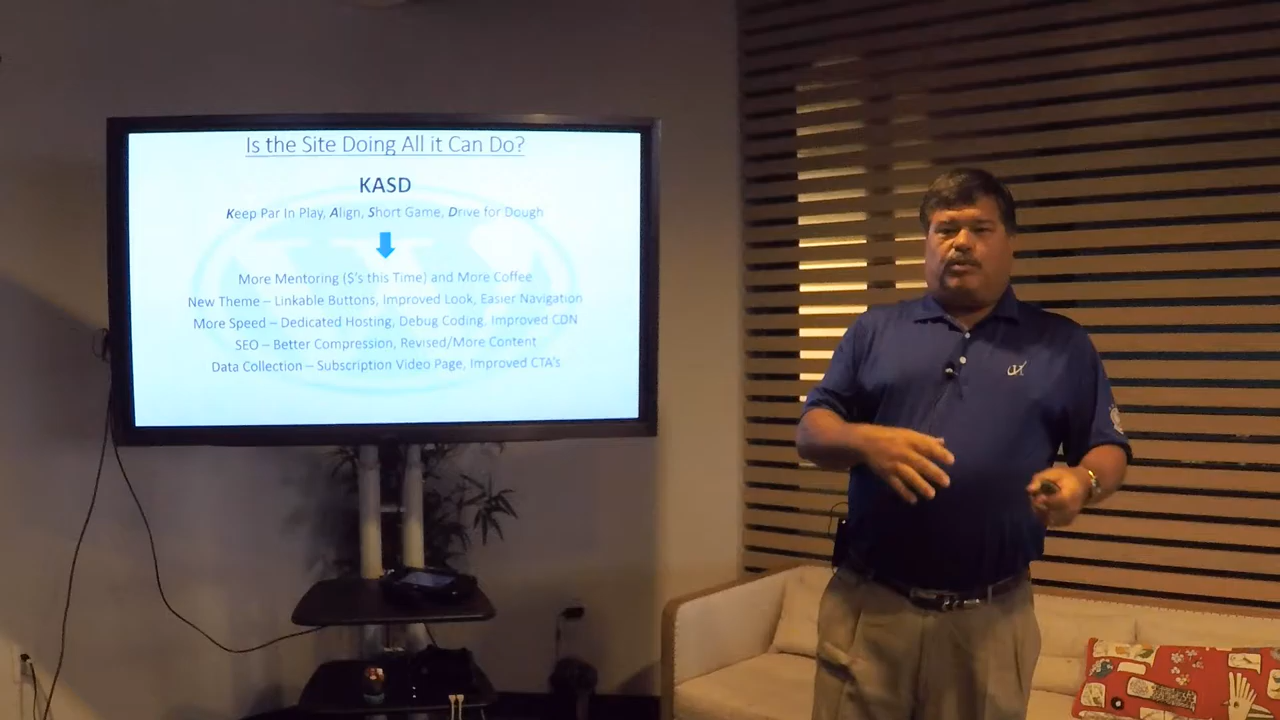 Is the Site Doing All it Can Do?
KASD
Keep Par In Play, Align, Short Game, Drive for Dough
More Mentoring ($'s this Time) and More Coffee
New Theme – Linkable Buttons, Improved Look, Easier Navigation
More Speed – Dedicated Hosting, Debug Coding, Improved CDN
SEO – Better Compression, Revised/More Content
Data Collection – Subscription Video Page, Improved CTA's